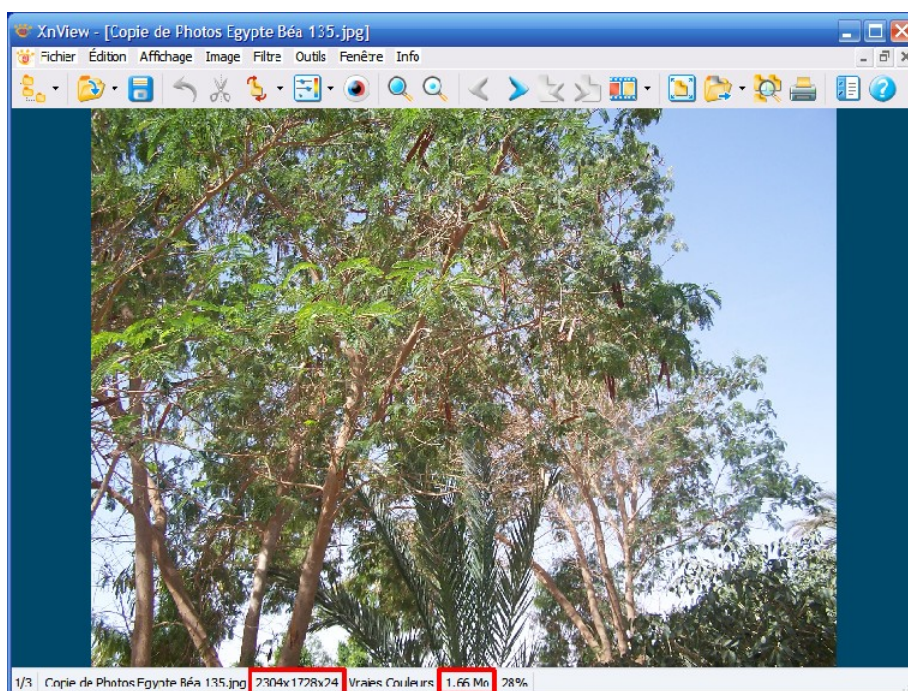 XnView - [Copie de Photos Egypte Béa 135.jpg]
Fichier Édition Affichage Image Filtre Outils Fenêtre Info
1/3 Copie de Photos Egypte Béa 135.jpg 2304x1728x24 Vraies Couleurs 1.66 Mo 28%